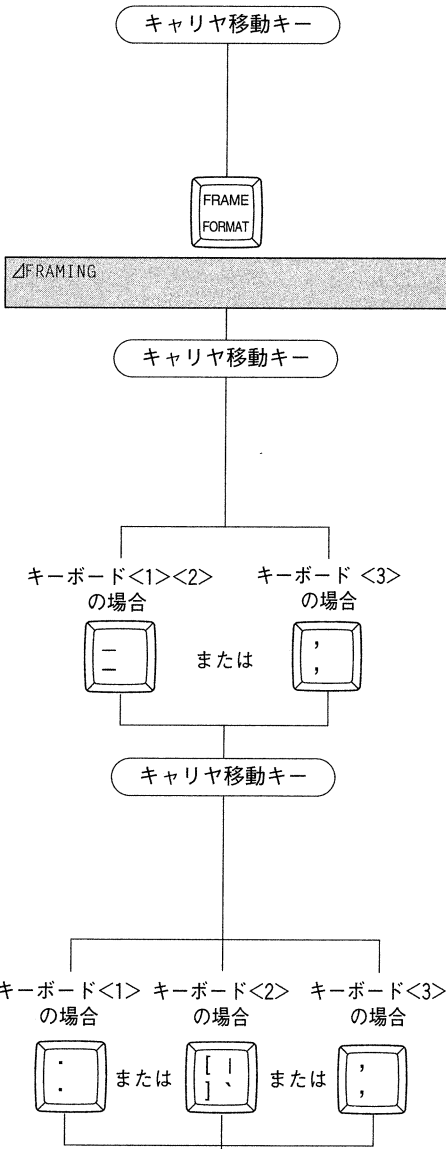 キャリヤ移動キー
FRAME
FORMAT
⊿FRAMING
キャリヤ移動キー
キーボード<1><2> キーボード <3>
の場合 の場合
_
_
または
,
,
キャリヤ移動キー
キーボード<1> キーボード<2> キーボード<3>
の場合 の場合 の場合
.
.
または
[ |
] `
または
,
,